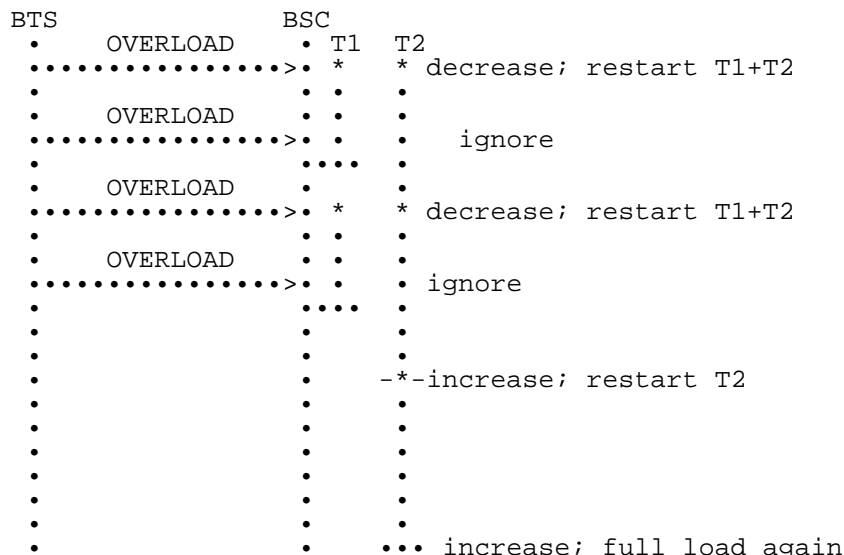 BTS BSC
OVERLOAD T1 T2
* * decrease; restart T1+T2
OVERLOAD
ignore
OVERLOAD
* * decrease; restart T1+T2
OVERLOAD
ignore
-*-increase; restart T2
increase; full load again